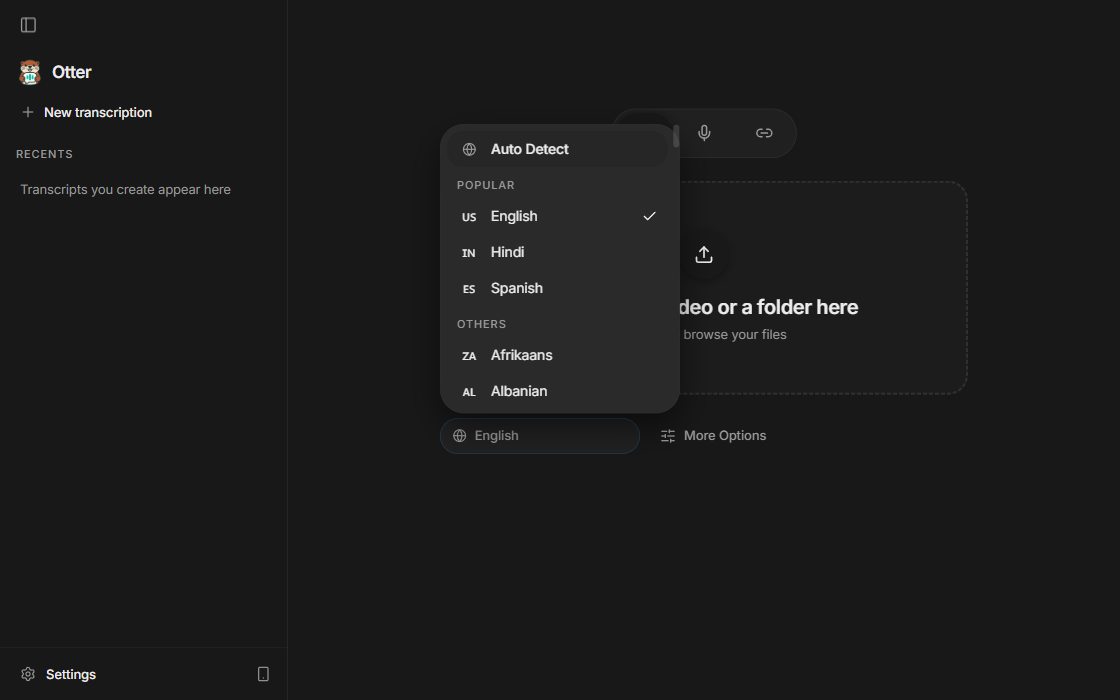 Otter
New transcription
RECENTS
Transcripts you create appear here
Auto Detect
POPULAR
US English
IN Hindi
ES Spanish
OTHERS
ZA Afrikaans
AL Albanian
or a folder here
browse your files
English
More Options
Settings